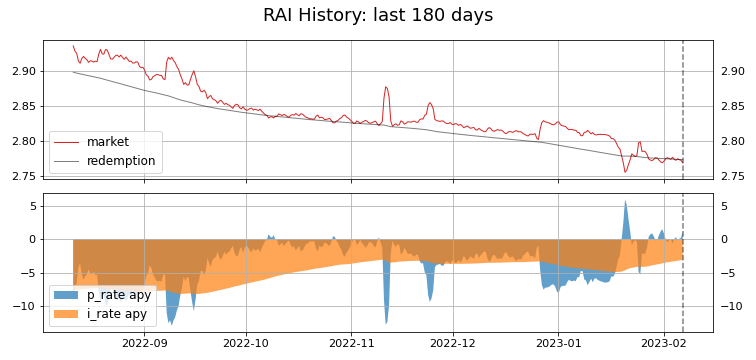 RAI History: last 180 days
2.90 2.90
2.85 2.85
2.80 2.80
2.75 2.75
market
redemption
5 5
0 0
−5 −5
−10 −10
p_rate apy
i_rate apy
2022-09 2022-10 2022-11 2022-12 2023-01 2023-02